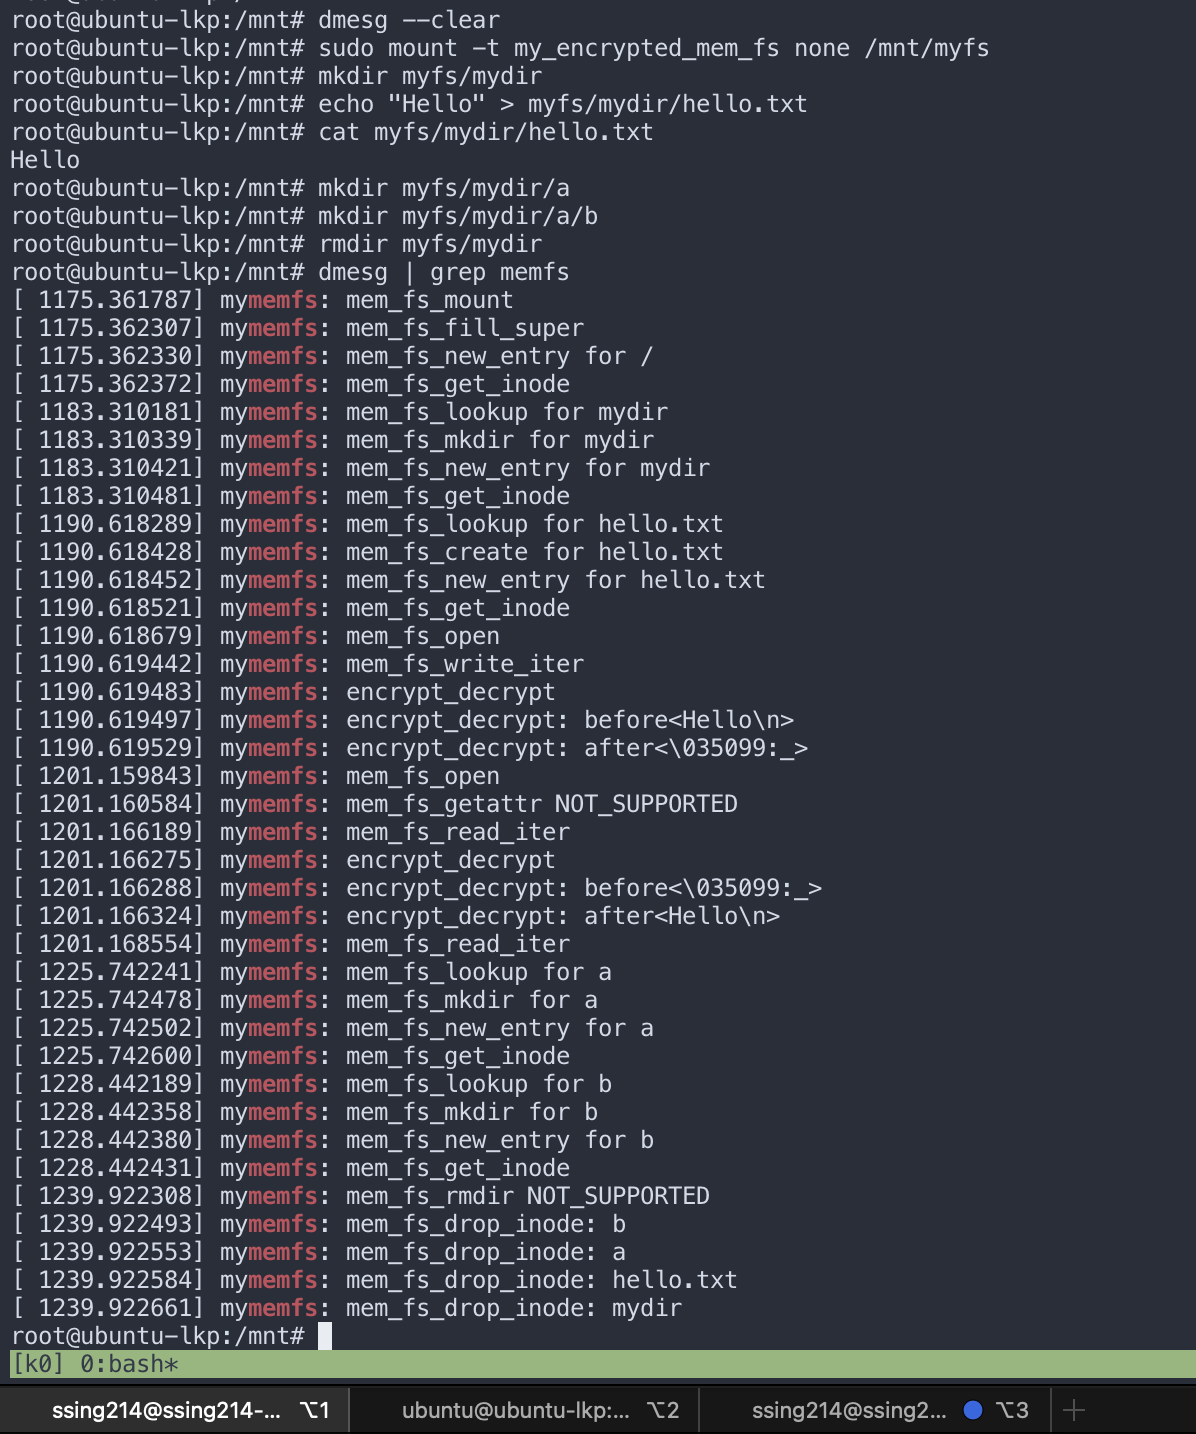 root@ubuntu-lkp:/mnt# dmesg --clear
root@ubuntu-lkp:/mnt# sudo mount -t my_encrypted_mem_fs none /mnt/myfs
root@ubuntu-lkp:/mnt# mkdir myfs/mydir
root@ubuntu-lkp:/mnt# echo "Hello" > myfs/mydir/hello.txt
root@ubuntu-lkp:/mnt# cat myfs/mydir/hello.txt
Hello
root@ubuntu-lkp:/mnt# mkdir myfs/mydir/a
root@ubuntu-lkp:/mnt# mkdir myfs/mydir/a/b
root@ubuntu-lkp:/mnt# rmdir myfs/mydir
root@ubuntu-lkp:/mnt# dmesg | grep memfs
[ 1175.361787] mymemfs: mem_fs_mount
[ 1175.362307] mymemfs: mem_fs_fill_super
[ 1175.362330] mymemfs: mem_fs_new_entry for /
[ 1175.362372] mymemfs: mem_fs_get_inode
[ 1183.310181] mymemfs: mem_fs_lookup for mydir
[ 1183.310339] mymemfs: mem_fs_mkdir for mydir
[ 1183.310421] mymemfs: mem_fs_new_entry for mydir
[ 1183.310481] mymemfs: mem_fs_get_inode
[ 1190.618289] mymemfs: mem_fs_lookup for hello.txt
[ 1190.618428] mymemfs: mem_fs_create for hello.txt
[ 1190.618452] mymemfs: mem_fs_new_entry for hello.txt
[ 1190.618521] mymemfs: mem_fs_get_inode
[ 1190.618679] mymemfs: mem_fs_open
[ 1190.619442] mymemfs: mem_fs_write_iter
[ 1190.619483] mymemfs: encrypt_decrypt
[ 1190.619497] mymemfs: encrypt_decrypt: before<Hello\n>
[ 1190.619529] mymemfs: encrypt_decrypt: after<\035099:_>
[ 1201.159843] mymemfs: mem_fs_open
[ 1201.160584] mymemfs: mem_fs_getattr NOT_SUPPORTED
[ 1201.166189] mymemfs: mem_fs_read_iter
[ 1201.166275] mymemfs: encrypt_decrypt
[ 1201.166288] mymemfs: encrypt_decrypt: before<\035099:_>
[ 1201.166324] mymemfs: encrypt_decrypt: after<Hello\n>
[ 1201.168554] mymemfs: mem_fs_read_iter
[ 1225.742241] mymemfs: mem_fs_lookup for a
[ 1225.742478] mymemfs: mem_fs_mkdir for a
[ 1225.742502] mymemfs: mem_fs_new_entry for a
[ 1225.742600] mymemfs: mem_fs_get_inode
[ 1228.442189] mymemfs: mem_fs_lookup for b
[ 1228.442358] mymemfs: mem_fs_mkdir for b
[ 1228.442380] mymemfs: mem_fs_new_entry for b
[ 1228.442431] mymemfs: mem_fs_get_inode
[ 1239.922308] mymemfs: mem_fs_rmdir NOT_SUPPORTED
[ 1239.922493] mymemfs: mem_fs_drop_inode: b
[ 1239.922553] mymemfs: mem_fs_drop_inode: a
[ 1239.922584] mymemfs: mem_fs_drop_inode: hello.txt
[ 1239.922661] mymemfs: mem_fs_drop_inode: mydir
root@ubuntu-lkp:/mnt#
[k0] 0:bash*
ssing214@ssing214-... ⌥1 ubuntu@ubuntu-lkp:... ⌥2 ssing214@ssing2... ⌥3